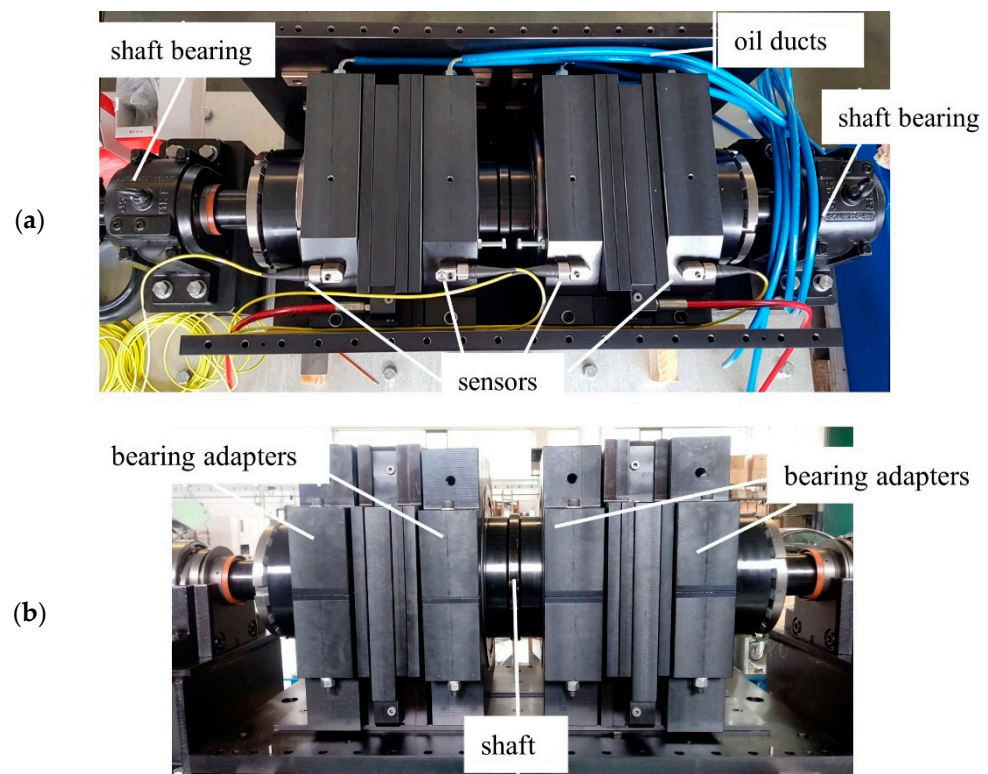 shaft bearing
oil ducts
shaft bearing
(a)
sensors
bearing adapters
bearing adapters
(b)
shaft